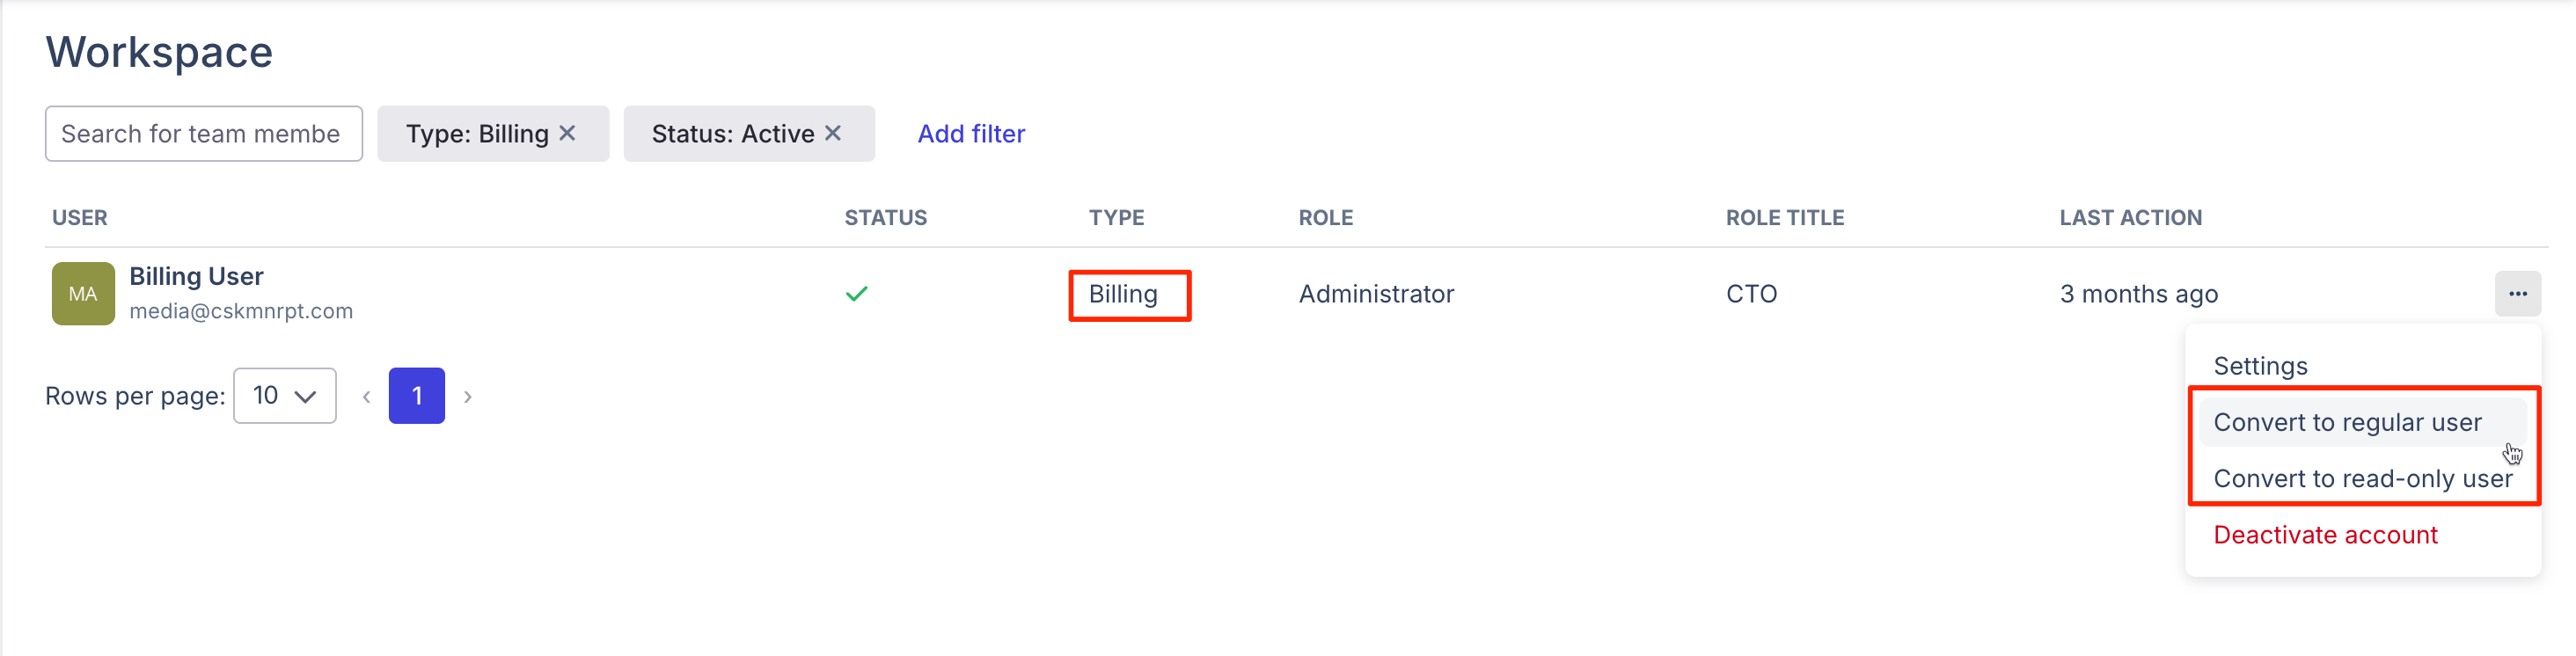 Workspace
Search for team membe
Type: Billing ✕
Status: Active ✕
Add filter
USER STATUS TYPE ROLE ROLE TITLE LAST ACTION
MA
Billing User
media@cskmnrpt.com
Billing Administrator CTO 3 months ago
Settings
Convert to regular user
Convert to read-only user
Deactivate account
Rows per page: 10 ‹ 1 ›